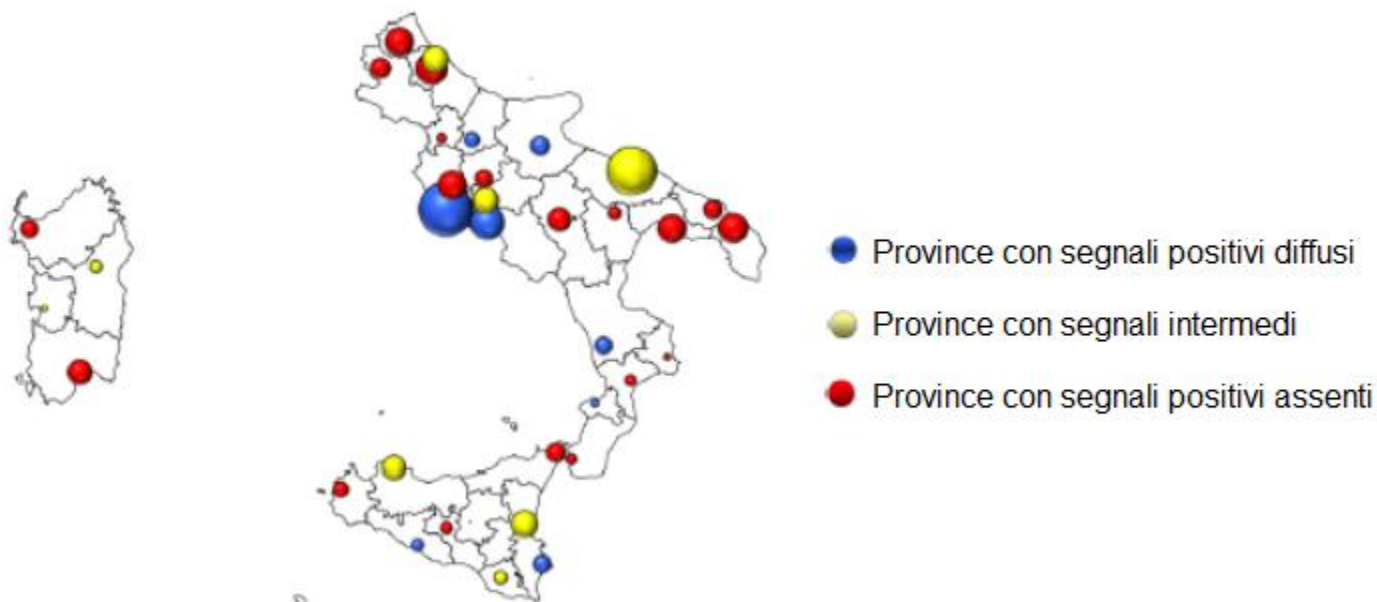 Province con segnali positivi diffusi
Province con segnali intermedi
Province con segnali positivi assenti